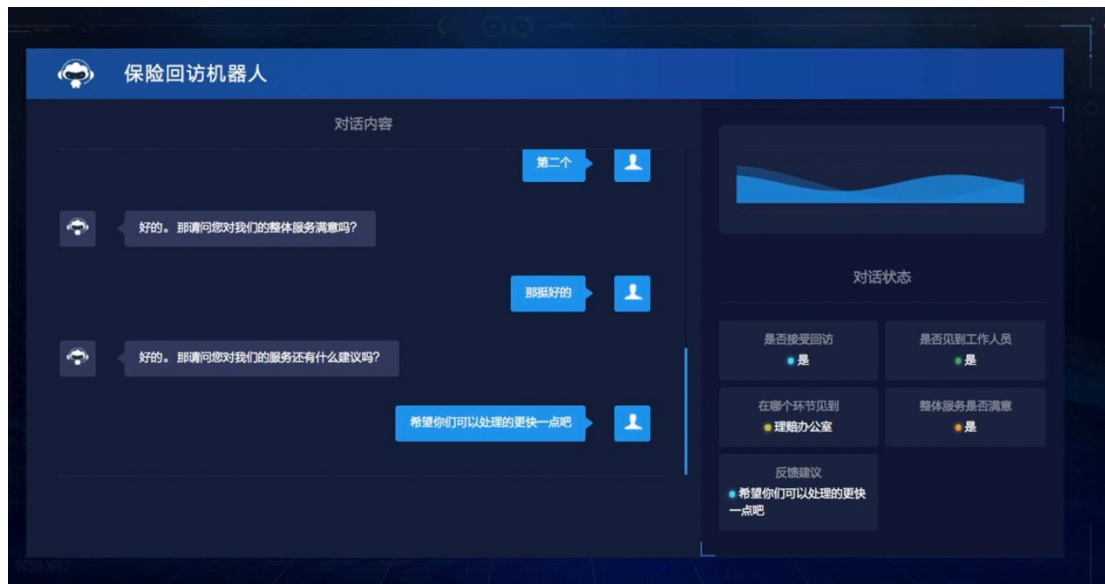 保险回访机器人
对话内容
第二个
好的。那请问您对我们的整体服务满意吗？
那挺好的
好的。那请问您对我们的服务还有什么建议吗？
希望你们可以处理的更快一点吧
对话状态
是否接受回访
是
是否见到工作人员
是
在哪个环节见到
理赔办公室
整体服务是否满意
是
反馈建议
希望你们可以处理的更快
一点吧